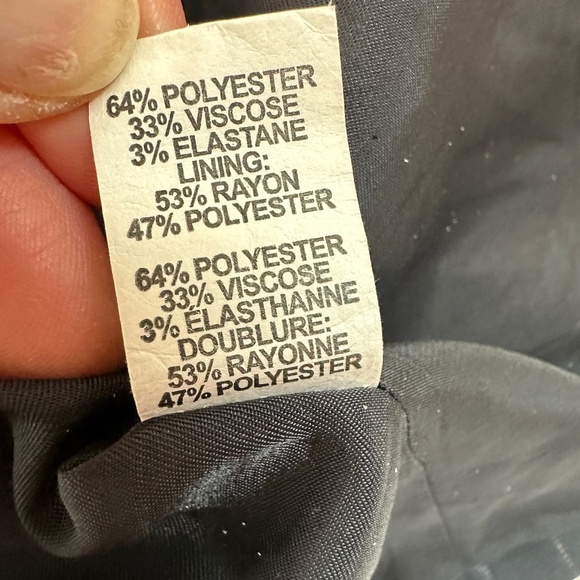 64% POLYESTER
33% VISCOSE
3% ELASTANE
LINING:
53% RAYON
47% POLYESTER
64% POLYESTER
33% VISCOSE
3% ELASTHANNE
DOUBLURE:
53% RAYONNE
47% POLYESTER